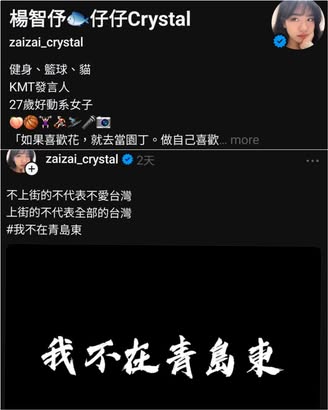 楊智伃🐟仔仔Crystal
zaizai_crystal
健身、籃球、貓
KMT發言人
27歲好動系女子
「如果喜歡花，就去當園丁。做自己喜歡... more
zaizai_crystal 2天
不上街的不代表不愛台灣
上街的不代表全部的台灣
#我不在青島東
我不在青島東